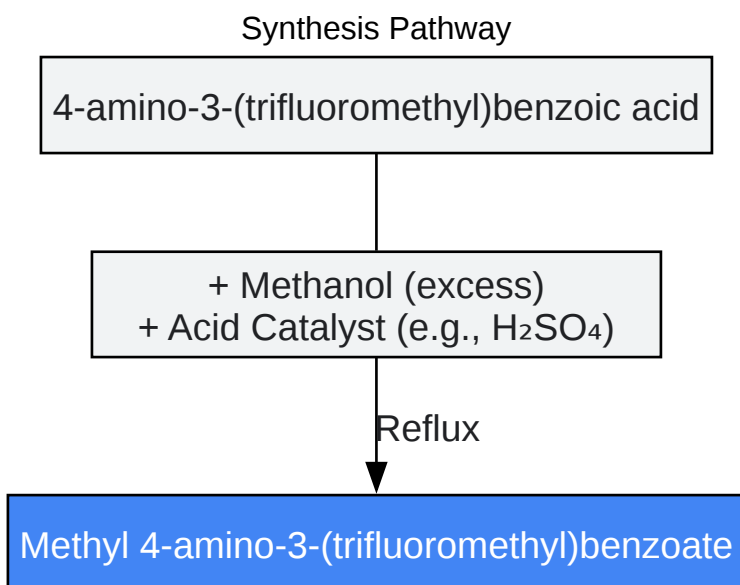 Synthesis Pathway
4-amino-3-(trifluoromethyl)benzoic acid
+ Methanol (excess)
+ Acid Catalyst (e.g., H₂SO₄)
Reflux
Methyl 4-amino-3-(trifluoromethyl)benzoate